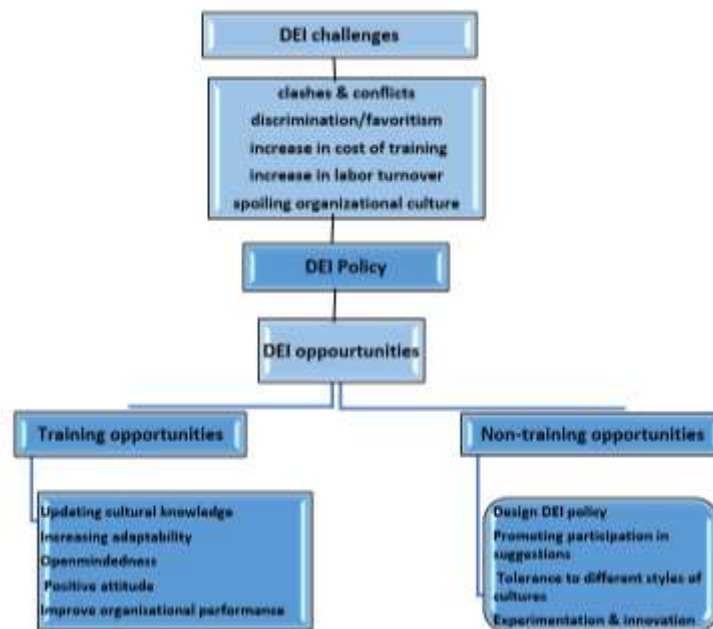 DEI challenges
clashes & conflicts
discrimination/favoritism
increase in cost of training
increase in labor turnover
spoiling organizational culture
DEI Policy
DEI oppourtunities
Training opportunities
Non-training opportunities
Updating cultural knowledge
Increasing adaptability
Openmindedness
Positive attitude
Improve organisational performance
Design DEI policy
Promoting participation in
suggestions
Tolerance to different styles of
cultures
Experimentation & innovation